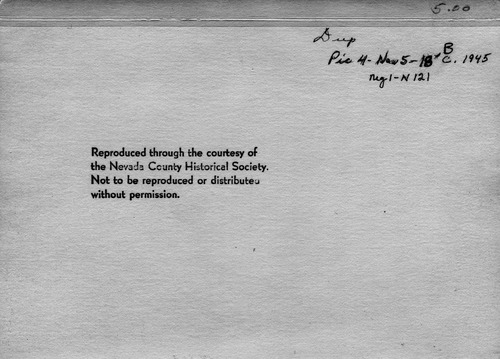 5.00
Dup
Pic 4- Nev 5- 18 B
C. 1945
neg 1-N 121
Reproduced through the courtesy of
the Nevada County Historical Society.
Not to be reproduced or distributed
without permission.